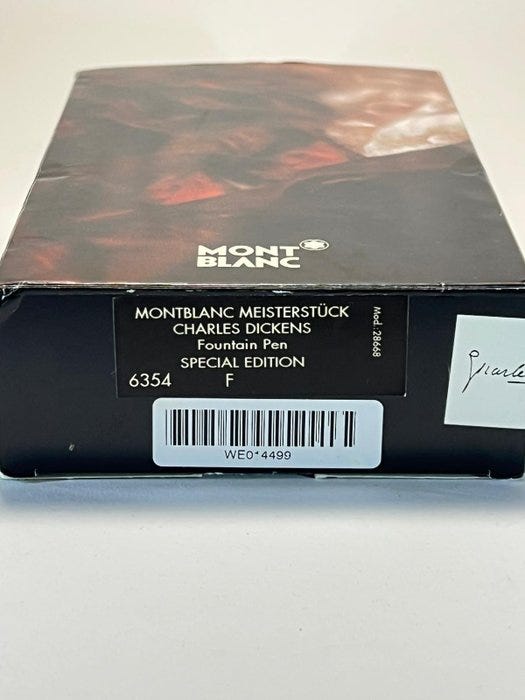 MONT
BLANC
MONTBLANC MEISTERSTÜCK
CHARLES DICKENS
Fountain Pen
SPECIAL EDITION
6354 F
Mod.: 28668
WE0*4499